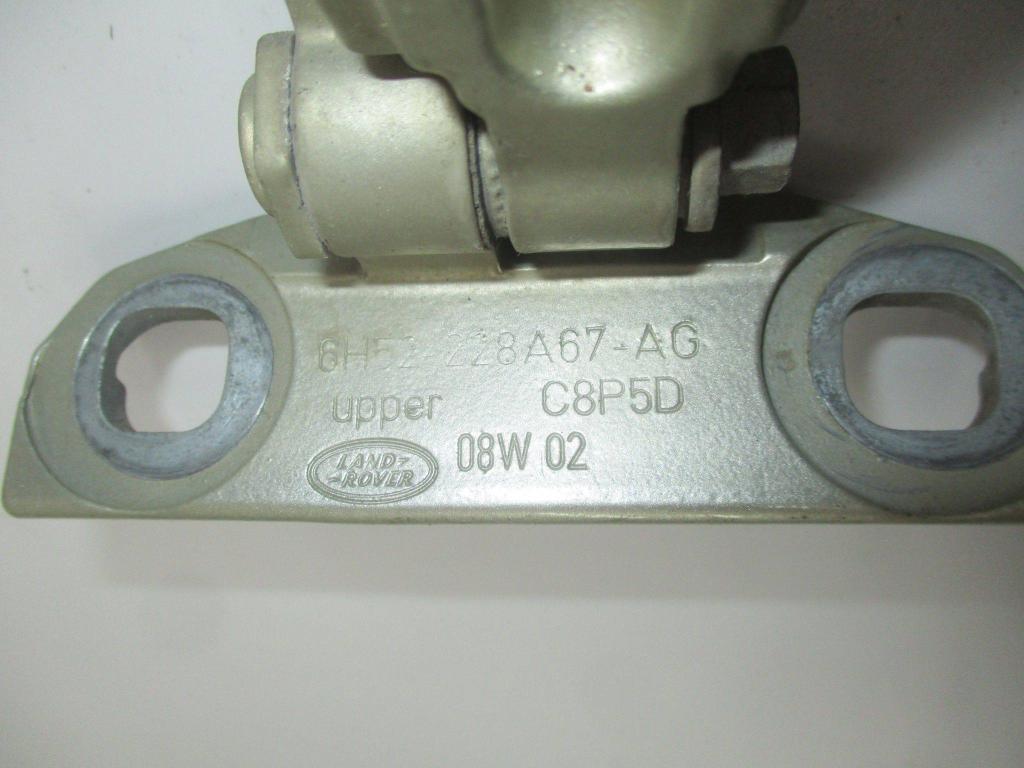 6H52-228A67-AG
upper C8P5D
LAND-
-ROVER
08W 02